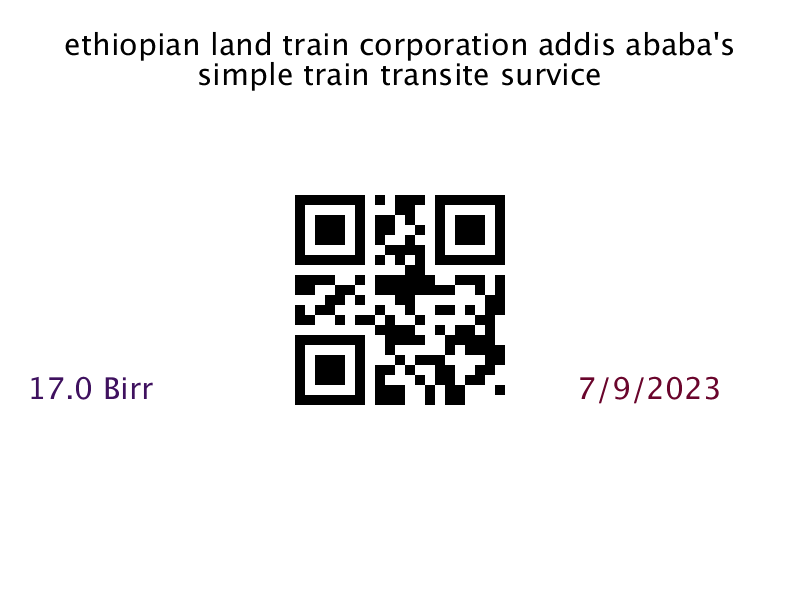 ethiopian land train corporation addis ababa's
simple train transite survice
17.0 Birr
7/9/2023